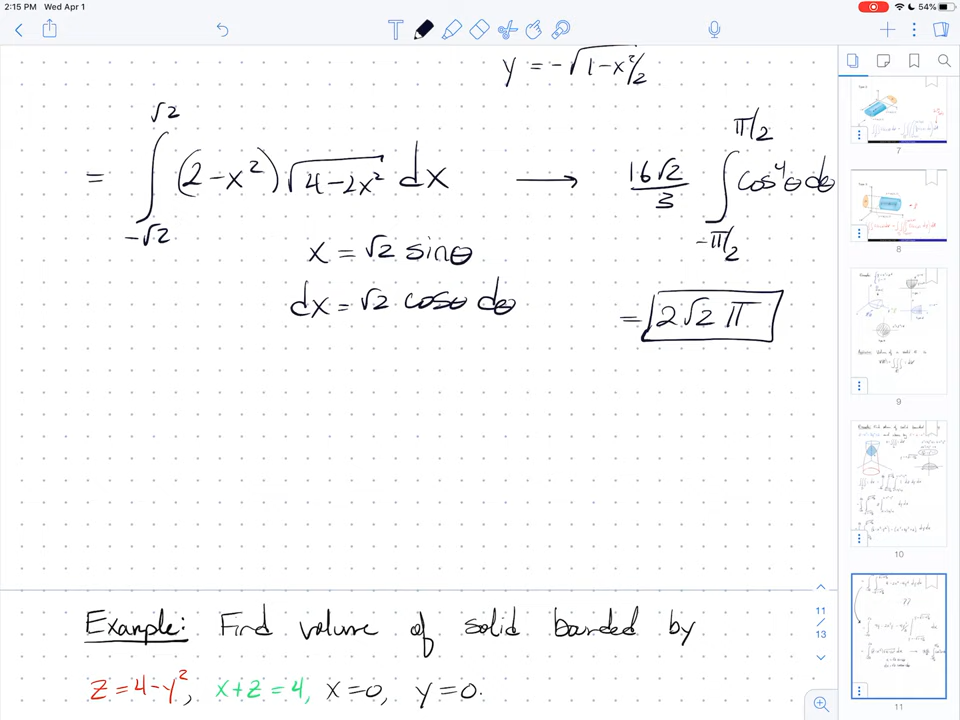 2:15 PM Wed Apr 1
54%
y = -√(1-x²/2)
= ∫_{-√2}^{√2} (2-x²) √(4-2x²) dx → 16√2/3 ∫_{-π/2}^{π/2} cos⁴θ dθ
x = √2 sinθ
dx = √2 cosθ dθ
= 2√2 π
Example: Find volume of solid bounded by
z = 4-y², x+z = 4, x=0, y=0.
7
8
9
10
11
13
11